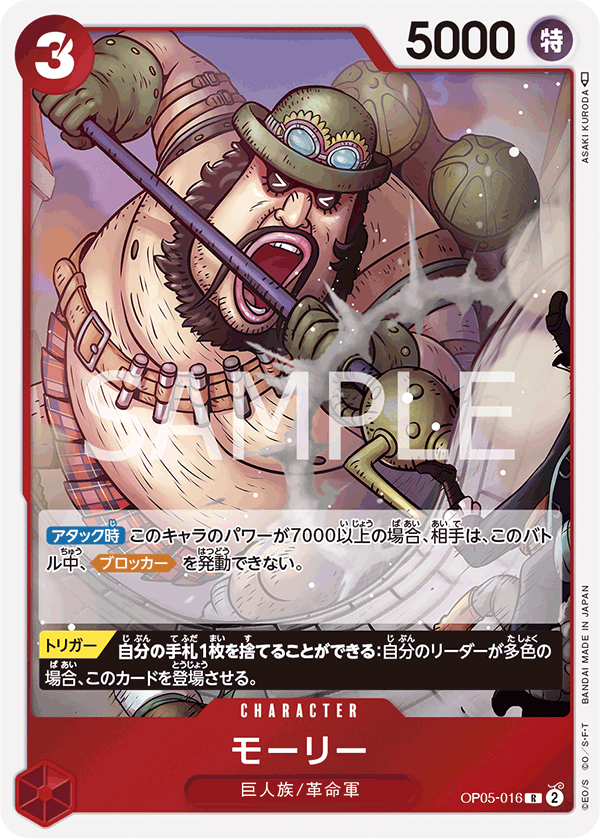 3
5000
特
ASAKI KURODA
SAMPLE
アタック時 このキャラのパワーが7000以上の場合、相手は、このバト
ル中、ブロッカー を発動できない。
トリガー 自分の手札1枚を捨てることができる:自分のリーダーが多色の
場合、このカードを登場させる。
CHARACTER
モーリー
巨人族/革命軍
OP05-016 R 2
©E.O/S ©O/S・F・T BANDAI MADE IN JAPAN